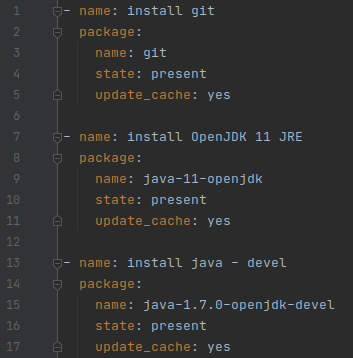 1 - name: install git
2   package:
3     name: git
4     state: present
5     update_cache: yes
6
7 - name: install OpenJDK 11 JRE
8   package:
9     name: java-11-openjdk
10     state: present
11     update_cache: yes
12
13 - name: install java - devel
14   package:
15     name: java-1.7.0-openjdk-devel
16     state: present
17     update_cache: yes